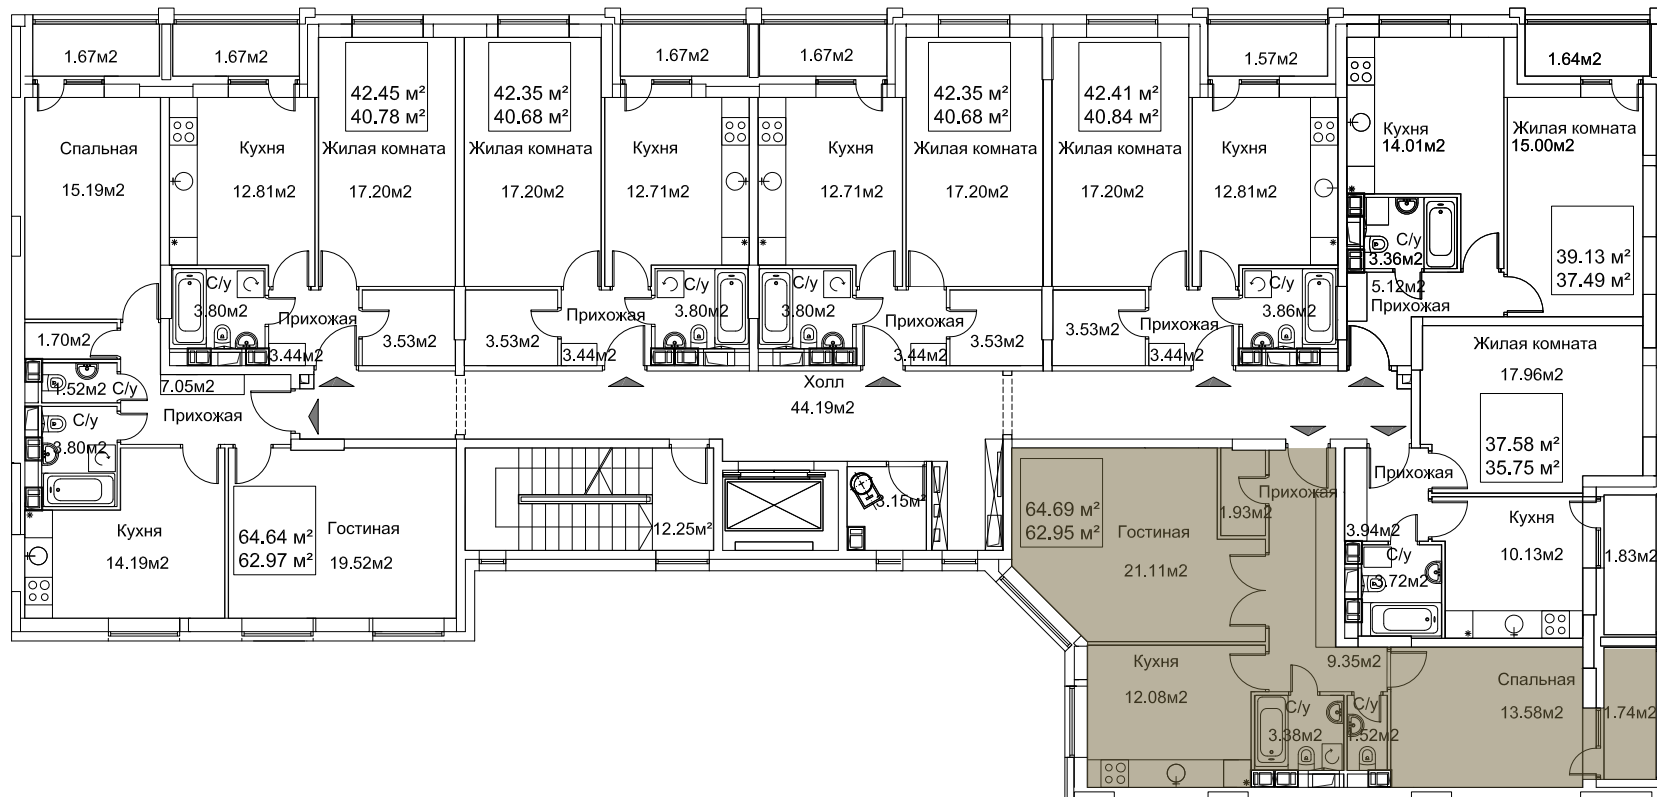 1.67м2
1.67м2
1.67м2
1.67м2
1.57м2
1.64м2
42.45 м²
40.78 м²
42.35 м²
40.68 м²
42.35 м²
40.68 м²
42.41 м²
40.84 м²
Спальная
15.19м2
Кухня
12.81м2
Жилая комната
17.20м2
Жилая комната
17.20м2
Кухня
12.71м2
Кухня
12.71м2
Жилая комната
17.20м2
Жилая комната
17.20м2
Кухня
12.81м2
Кухня
14.01м2
Жилая комната
15.00м2
39.13 м²
37.49 м²
С/у
3.36м2
5.12м2
Прихожая
С/у
3.80м2
Прихожая
3.44м2
3.53м2
3.53м2
Прихожая
3.44м2
С/у
3.80м2
С/у
3.80м2
Прихожая
3.44м2
3.53м2
3.53м2
Прихожая
3.44м2
С/у
3.86м2
1.70м2
1.52м2
С/у
7.05м2
Прихожая
С/у
3.80м2
Холл
44.19м2
Жилая комната
17.96м2
37.58 м²
35.75 м²
Кухня
14.19м2
64.64 м²
62.97 м²
Гостиная
19.52м2
12.25м²
3.15м²
64.69 м²
62.95 м²
Гостиная
21.11м2
Прихожая
1.93м2
Прихожая
3.94м2
С/у
3.72м2
Кухня
10.13м2
1.83м2
Кухня
12.08м2
9.35м2
С/у
3.38м2
С/у
1.52м2
Спальная
13.58м2
1.74м2